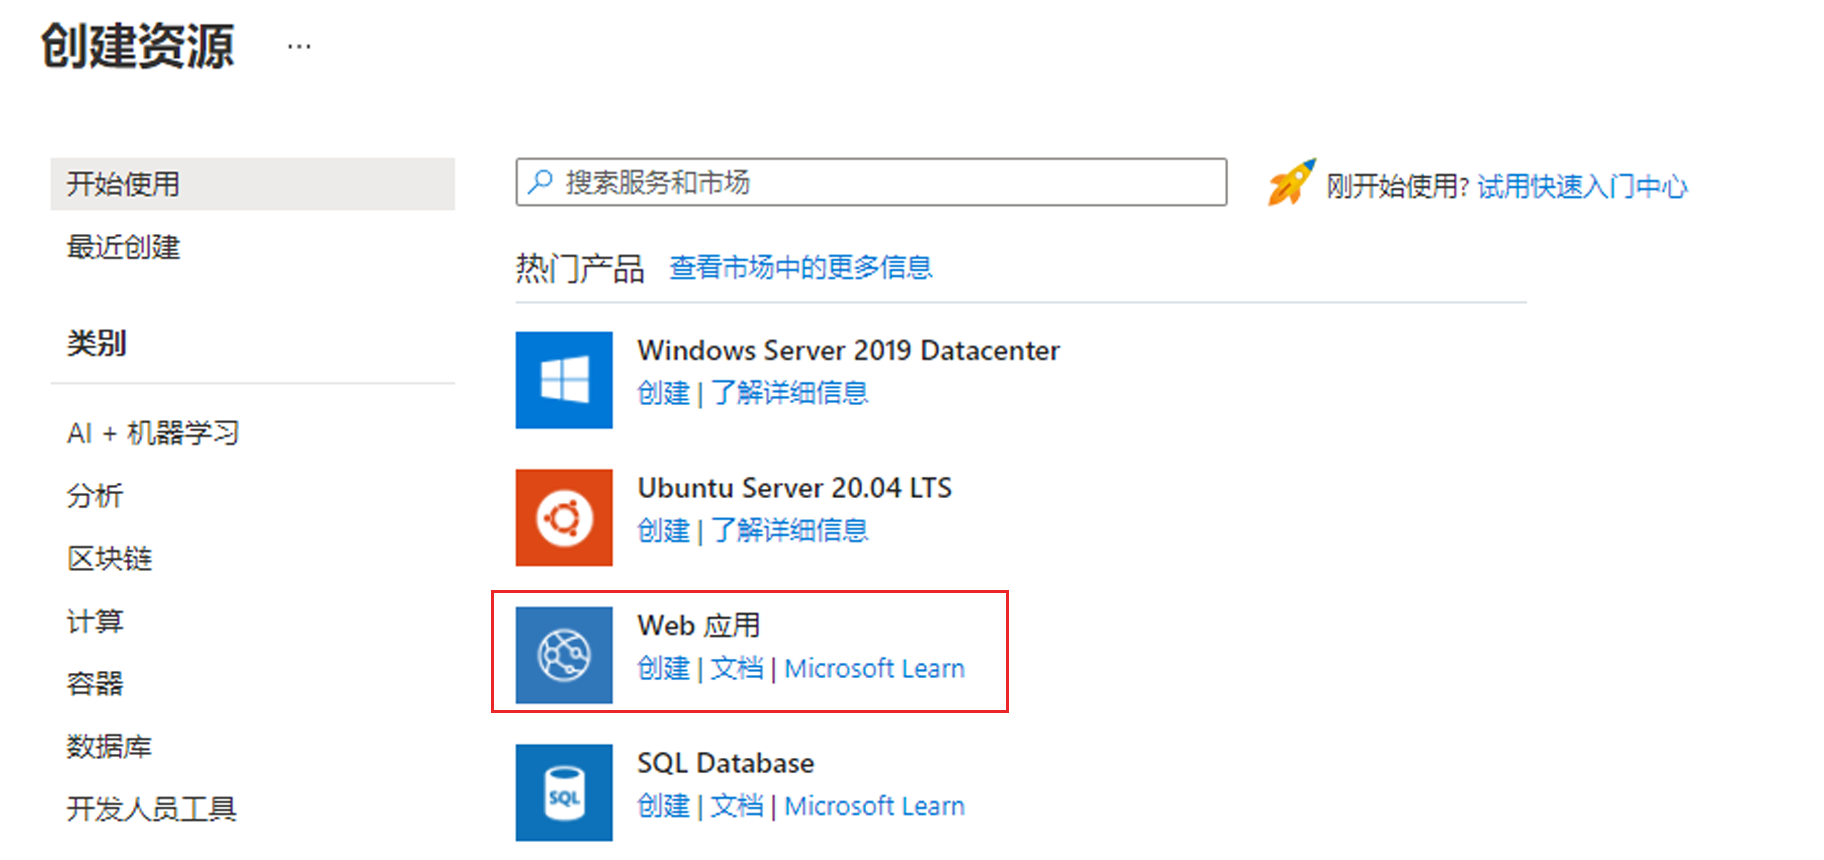 创建资源 ...
开始使用
最近创建
类别
AI + 机器学习
分析
区块链
计算
容器
数据库
开发人员工具
搜索服务和市场
刚开始使用? 试用快速入门中心
热门产品 查看市场中的更多信息
Windows Server 2019 Datacenter
创建 | 了解详细信息
Ubuntu Server 20.04 LTS
创建 | 了解详细信息
Web 应用
创建 | 文档 | Microsoft Learn
SQL Database
SQL
创建 | 文档 | Microsoft Learn